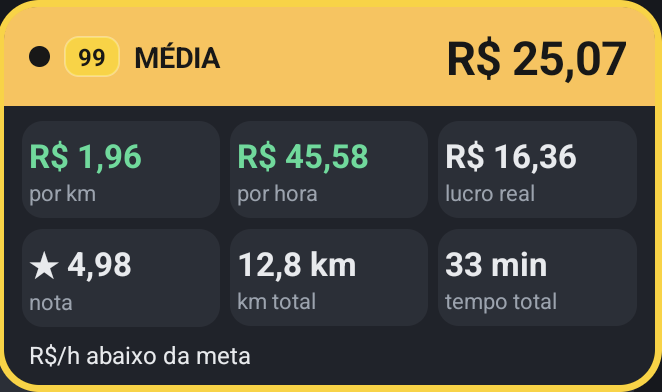 99 MÉDIA R$ 25,07
R$ 1,96 R$ 45,58 R$ 16,36
por km por hora lucro real
★ 4,98 12,8 km 33 min
nota km total tempo total
R$/h abaixo da meta